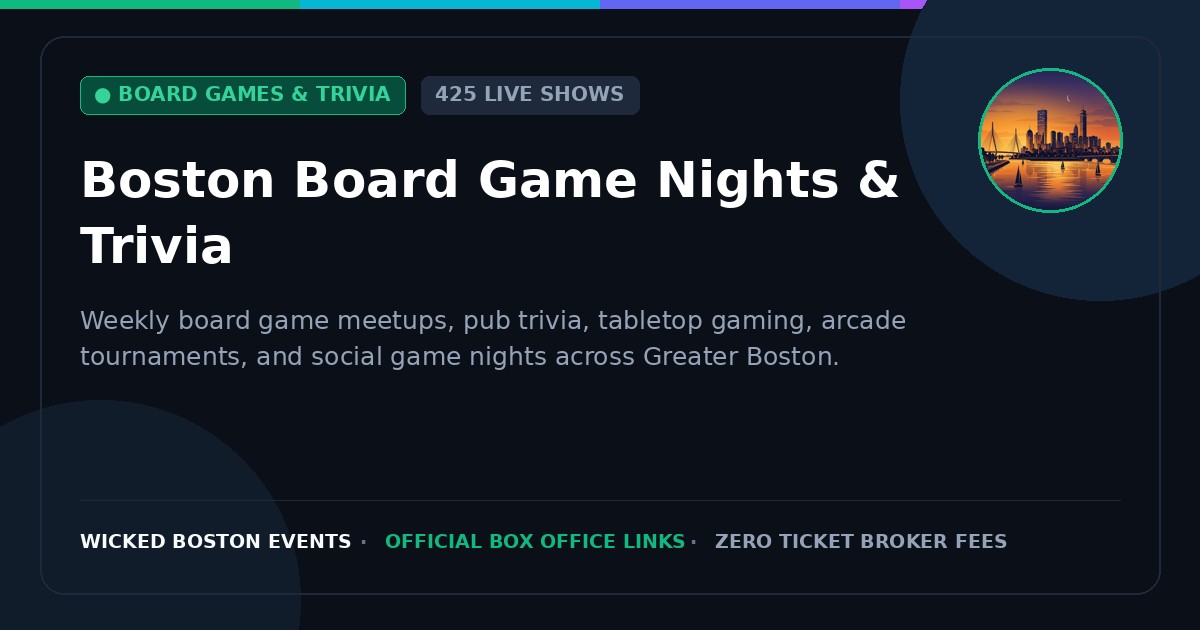 BOARD GAMES & TRIVIA
425 LIVE SHOWS
Boston Board Game Nights &
Trivia
Weekly board game meetups, pub trivia, tabletop gaming, arcade
tournaments, and social game nights across Greater Boston.
WICKED BOSTON EVENTS · OFFICIAL BOX OFFICE LINKS · ZERO TICKET BROKER FEES